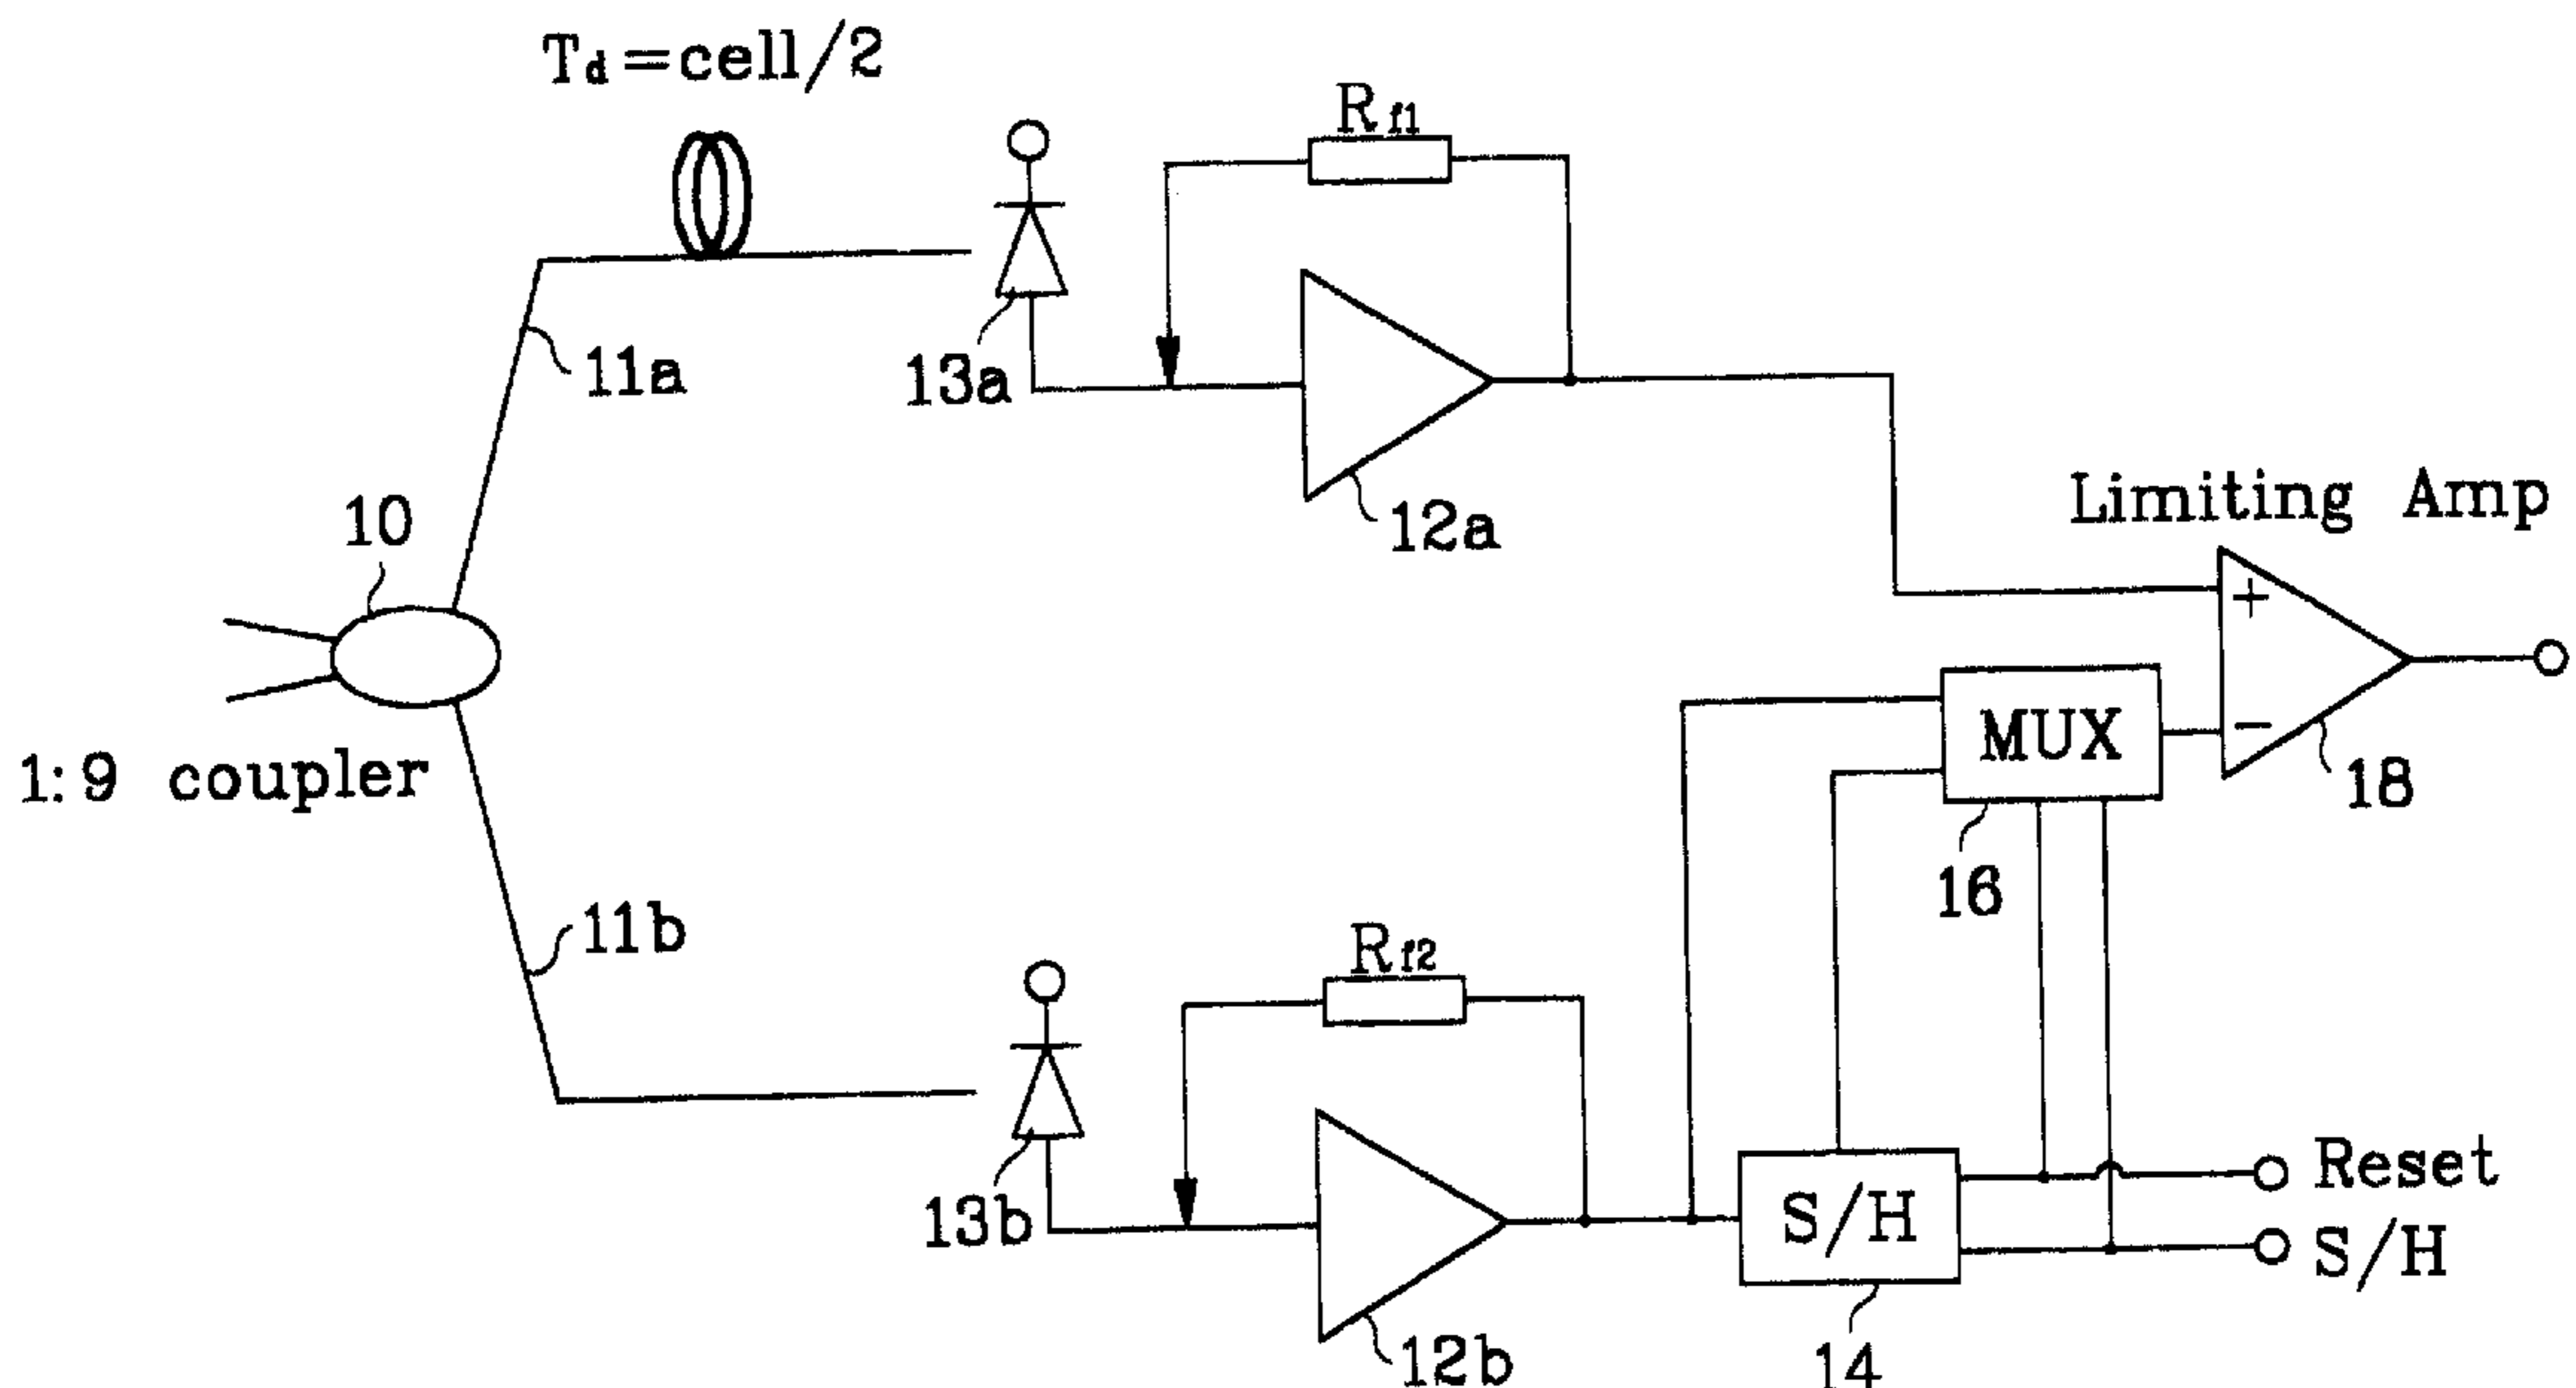 Td=cell/2
Rf1
11a
13a
12a
10
Limiting Amp
+
−
MUX
18
1:9 coupler
16
11b
Rf2
13b
12b
S/H
14
Reset
S/H